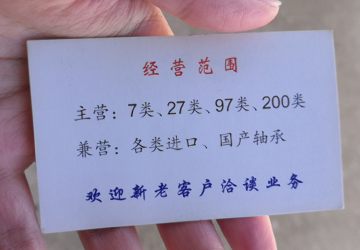 经营范围
主营：7类、27类、97类、200类
兼营：各类进口、国产轴承
欢迎新老客户洽谈业务